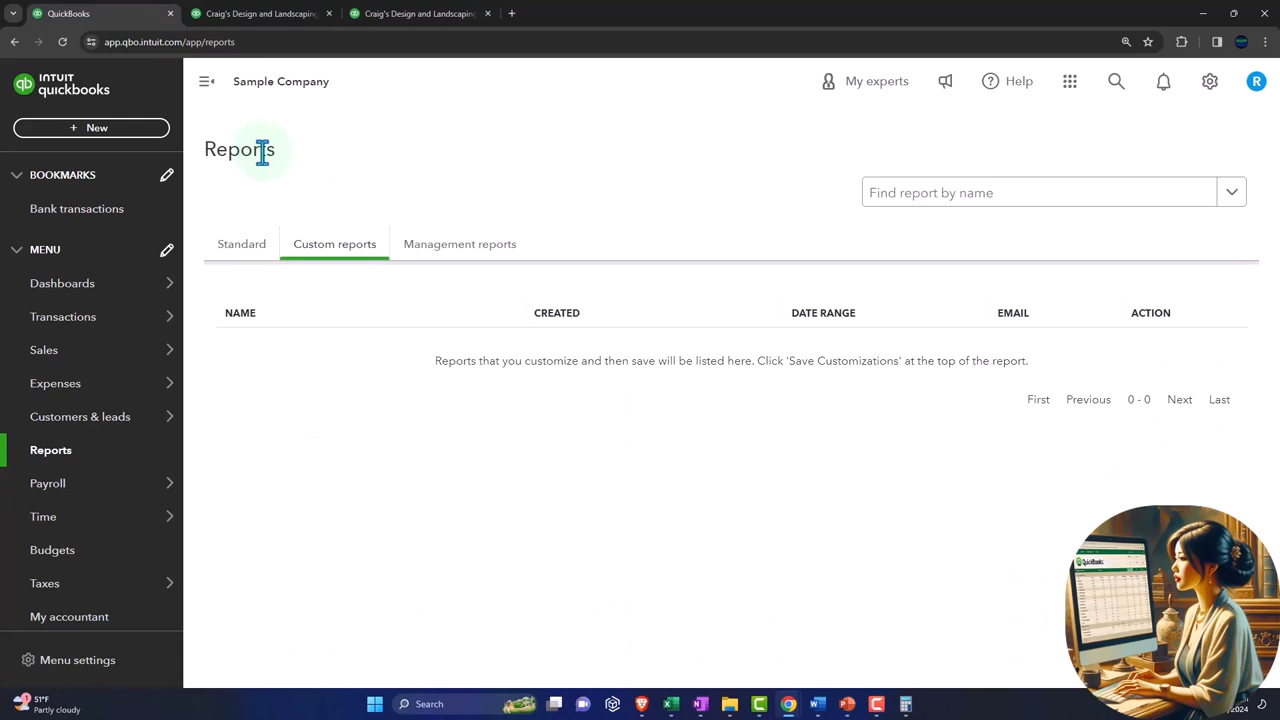 QuickBooks
Craig's Design and Landscaping
Craig's Design and Landscaping
app.qbo.intuit.com/app/reports
INTUIT
quickbooks
Sample Company
My experts
Help
R
+ New
Reports
BOOKMARKS
Find report by name
Bank transactions
Standard
Custom reports
Management reports
MENU
Dashboards
NAME
CREATED
DATE RANGE
EMAIL
ACTION
Transactions
Sales
Reports that you customize and then save will be listed here. Click 'Save Customizations' at the top of the report.
Expenses
First
Previous
0 - 0
Next
Last
Customers & leads
Reports
Payroll
Time
Budgets
QuickBooks
Taxes
My accountant
Menu settings
51°F
Partly cloudy
Search